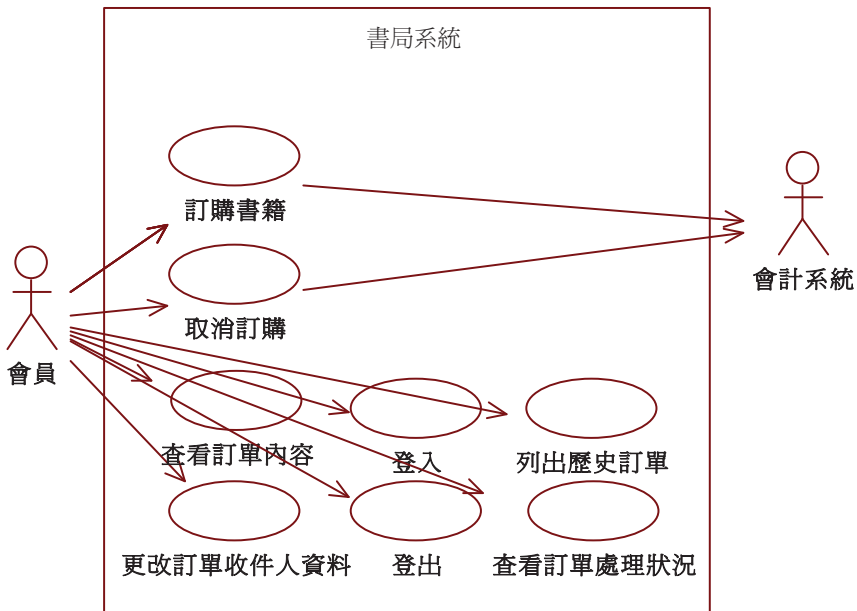 書局系統
訂購書籍
會計系統
取消訂購
會員
查看訂單內容
登入
列出歷史訂單
更改訂單收件人資料
登出
查看訂單處理狀況